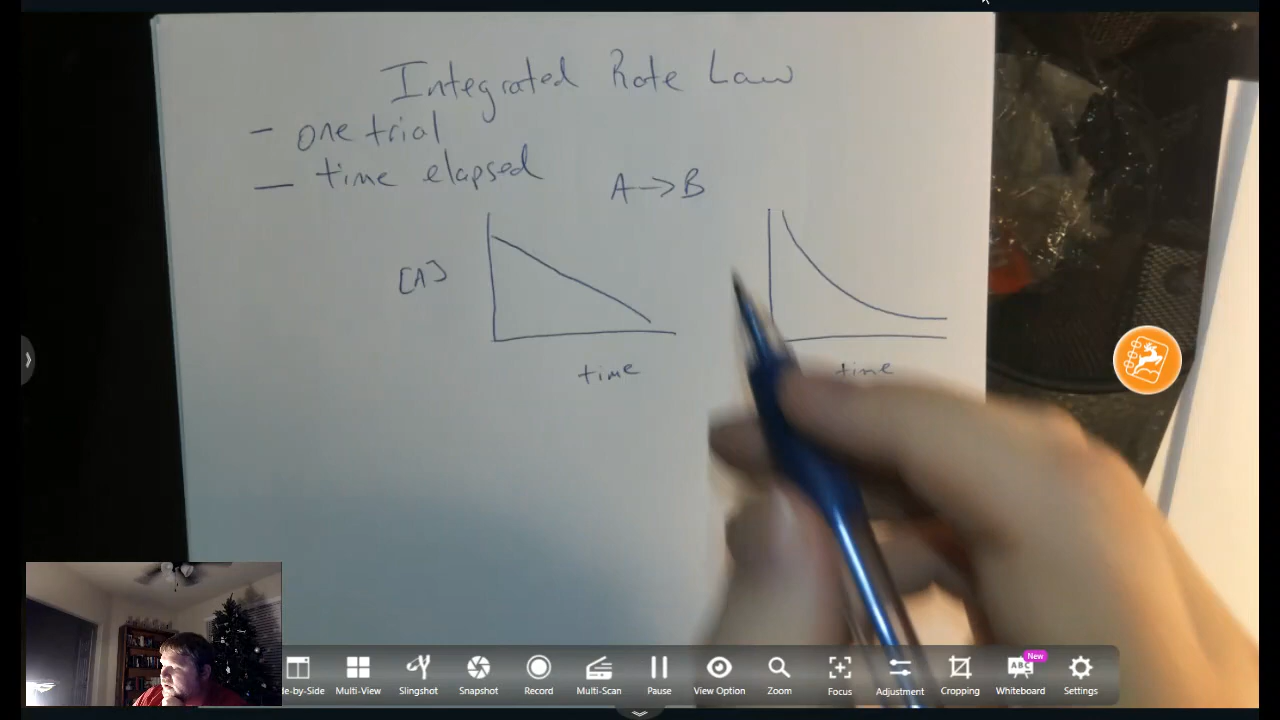 Integrated Rate Law
- one trial
- time elapsed
A → B
[A]
time
time
e-by-Side
Multi-View
Slingshot
Snapshot
Record
Multi-Scan
Pause
View Option
Zoom
Focus
Adjustment
Cropping
New
ABC
Whiteboard
Settings